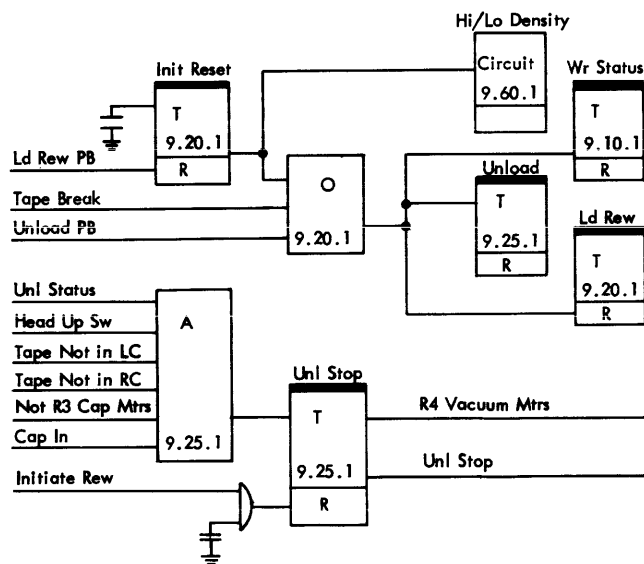 Hi/Lo Density
Circuit
9.60.1
Init Reset
T
9.20.1
R
Wr Status
T
9.10.1
R
Ld Rew PB
Tape Break
Unload PB
O
9.20.1
Unload
T
9.25.1
R
Ld Rew
T
9.20.1
R
Unl Status
Head Up Sw
Tape Not in LC
Tape Not in RC
Not R3 Cap Mtrs
Cap In
A
9.25.1
Unl Stop
T
9.25.1
R
R4 Vacuum Mtrs
Unl Stop
Initiate Rew